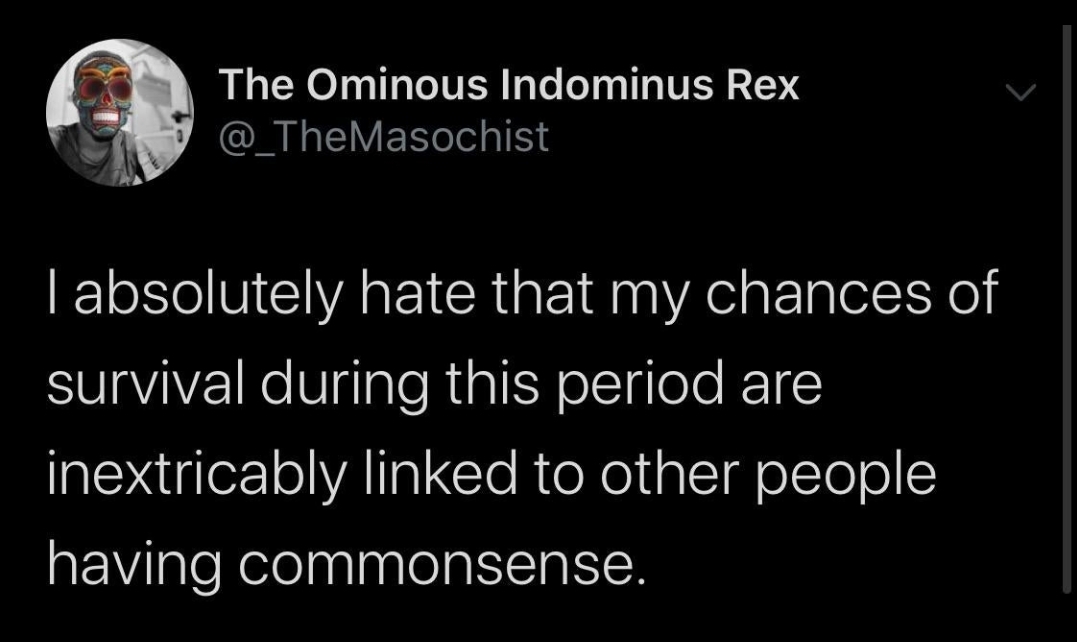 The Ominous Indominus Rex
@_TheMasochist
I absolutely hate that my chances of
survival during this period are
inextricably linked to other people
having commonsense.